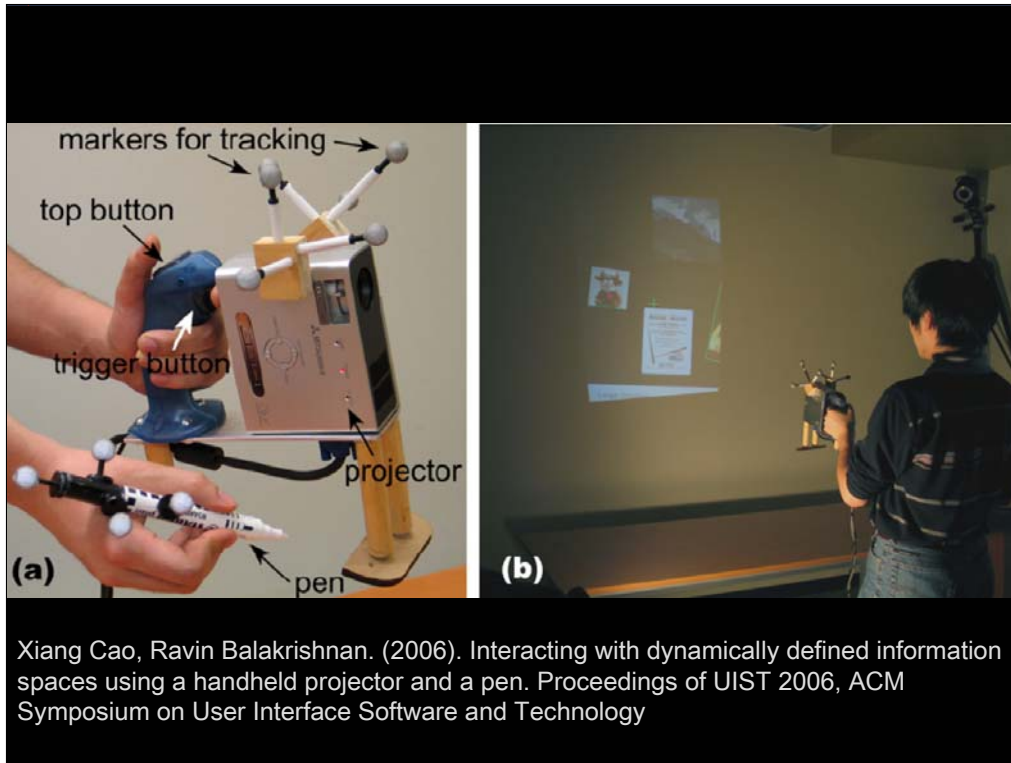 markers for tracking
top button
trigger button
projector
pen
(a)
(b)
Xiang Cao, Ravin Balakrishnan. (2006). Interacting with dynamically defined information
spaces using a handheld projector and a pen. Proceedings of UIST 2006, ACM
Symposium on User Interface Software and Technology